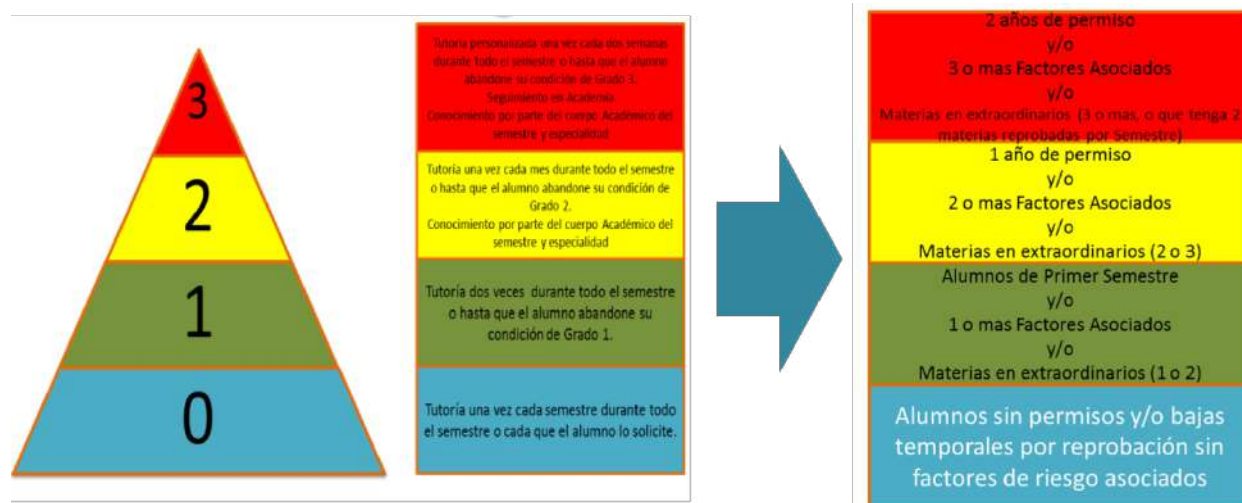 3
2
1
0
Tutoría personalizada una vez cada dos semanas
durante todo el semestre o hasta que el alumno
abandone su condición de Grado 3.
Seguimiento en Academia
Conocimiento por parte del cuerpo Académico del
semestre y especialidad
Tutoría una vez cada mes durante todo el semestre
o hasta que el alumno abandone su condición de
Grado 2.
Conocimiento por parte del cuerpo Académico del
semestre y especialidad
Tutoría dos veces durante todo el semestre
o hasta que el alumno abandone su
condición de Grado 1.
Tutoría una vez cada semestre durante todo
el semestre o cada que el alumno lo solicite.
2 años de permiso
y/o
3 o mas Factores Asociados
y/o
Materias en extraordinarios (3 o mas, o que tenga 2
materias reprobadas por Semestre)
1 año de permiso
y/o
2 o mas Factores Asociados
y/o
Materias en extraordinarios (2 o 3)
Alumnos de Primer Semestre
y/o
1 o mas Factores Asociados
y/o
Materias en extraordinarios (1 o 2)
Alumnos sin permisos y/o bajas
temporales por reprobación sin
factores de riesgo asociados